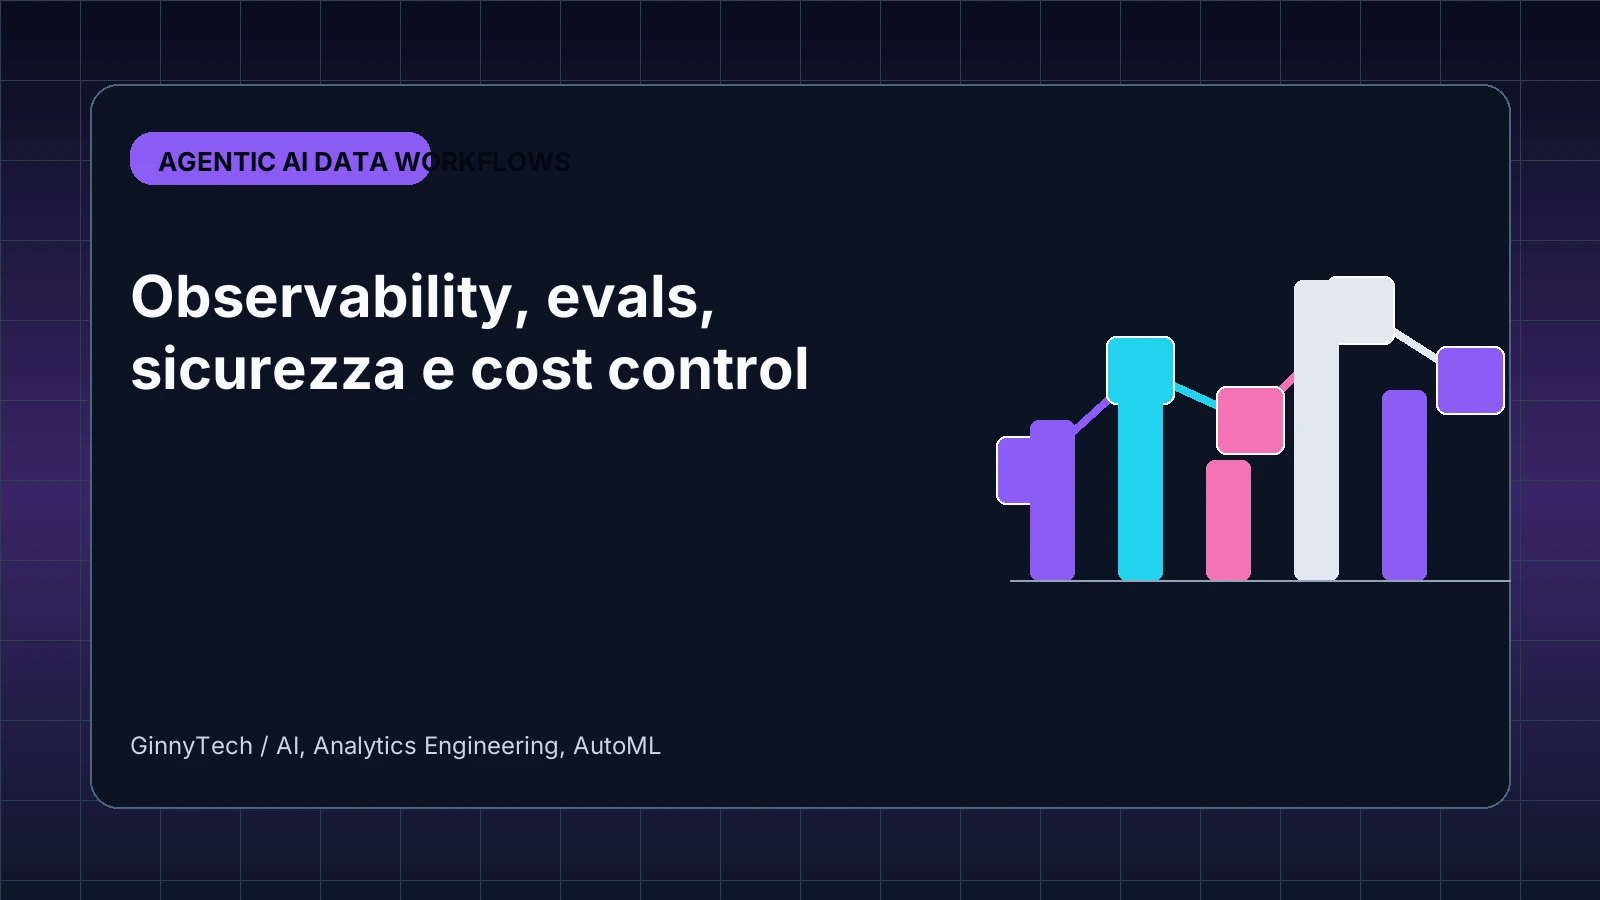 AGENTIC AI DATA WORKFLOWS
Observability, evals,
sicurezza e cost control
GinnyTech / AI, Analytics Engineering, AutoML